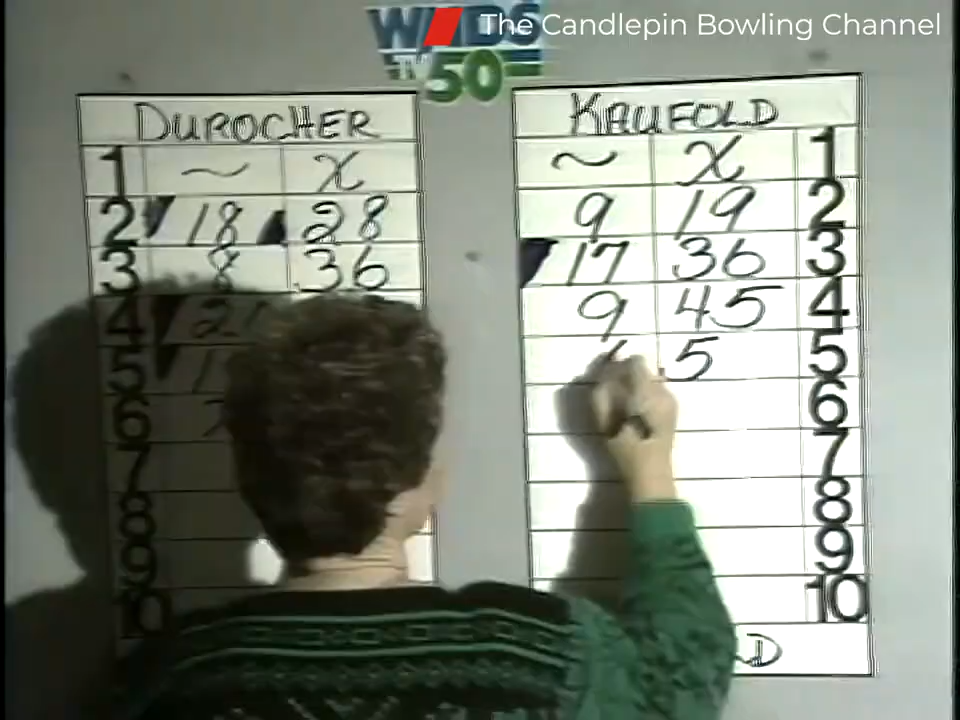 The Candlepin Bowling Channel
WNDS
TV 50
DUROCHER
1 ~ X
2 18 28
3 8 36
4
5
6
7
8
9
10
KAUFOLD
~ X 1
9 19 2
17 36 3
9 45 4
5 5
6
7
8
9
10
D